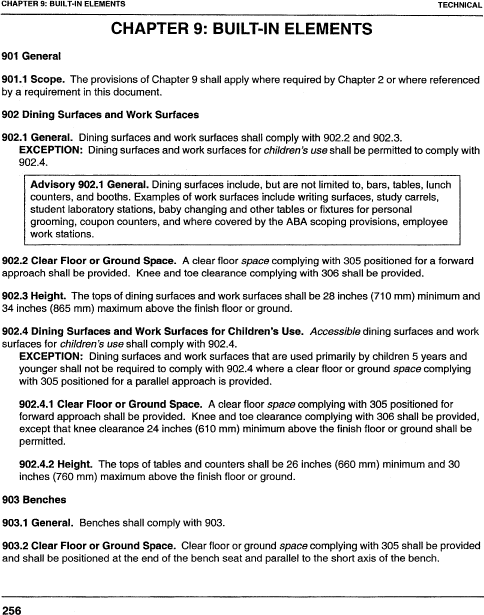 CHAPTER 9: BUILT-IN ELEMENTS
TECHNICAL
CHAPTER 9: BUILT-IN ELEMENTS
901 General
901.1 Scope. The provisions of Chapter 9 shall apply where required by Chapter 2 or where referenced
by a requirement in this document.
902 Dining Surfaces and Work Surfaces
902.1 General. Dining surfaces and work surfaces shall comply with 902.2 and 902.3.
EXCEPTION: Dining surfaces and work surfaces for children's use shall be permitted to comply with
902.4.
Advisory 902.1 General. Dining surfaces include, but are not limited to, bars, tables, lunch
counters, and booths. Examples of work surfaces include writing surfaces, study carrels,
student laboratory stations, baby changing and other tables or fixtures for personal
grooming, coupon counters, and where covered by the ABA scoping provisions, employee
work stations.
902.2 Clear Floor or Ground Space. A clear floor space complying with 305 positioned for a forward
approach shall be provided. Knee and toe clearance complying with 306 shall be provided.
902.3 Height. The tops of dining surfaces and work surfaces shall be 28 inches (710 mm) minimum and
34 inches (865 mm) maximum above the finish floor or ground.
902.4 Dining Surfaces and Work Surfaces for Children's Use. Accessible dining surfaces and work
surfaces for children's use shall comply with 902.4.
EXCEPTION: Dining surfaces and work surfaces that are used primarily by children 5 years and
younger shall not be required to comply with 902.4 where a clear floor or ground space complying
with 305 positioned for a parallel approach is provided.
902.4.1 Clear Floor or Ground Space. A clear floor space complying with 305 positioned for
forward approach shall be provided. Knee and toe clearance complying with 306 shall be provided,
except that knee clearance 24 inches (610 mm) minimum above the finish floor or ground shall be
permitted.
902.4.2 Height. The tops of tables and counters shall be 26 inches (660 mm) minimum and 30
inches (760 mm) maximum above the finish floor or ground.
903 Benches
903.1 General. Benches shall comply with 903.
903.2 Clear Floor or Ground Space. Clear floor or ground space complying with 305 shall be provided
and shall be positioned at the end of the bench seat and parallel to the short axis of the bench.
256